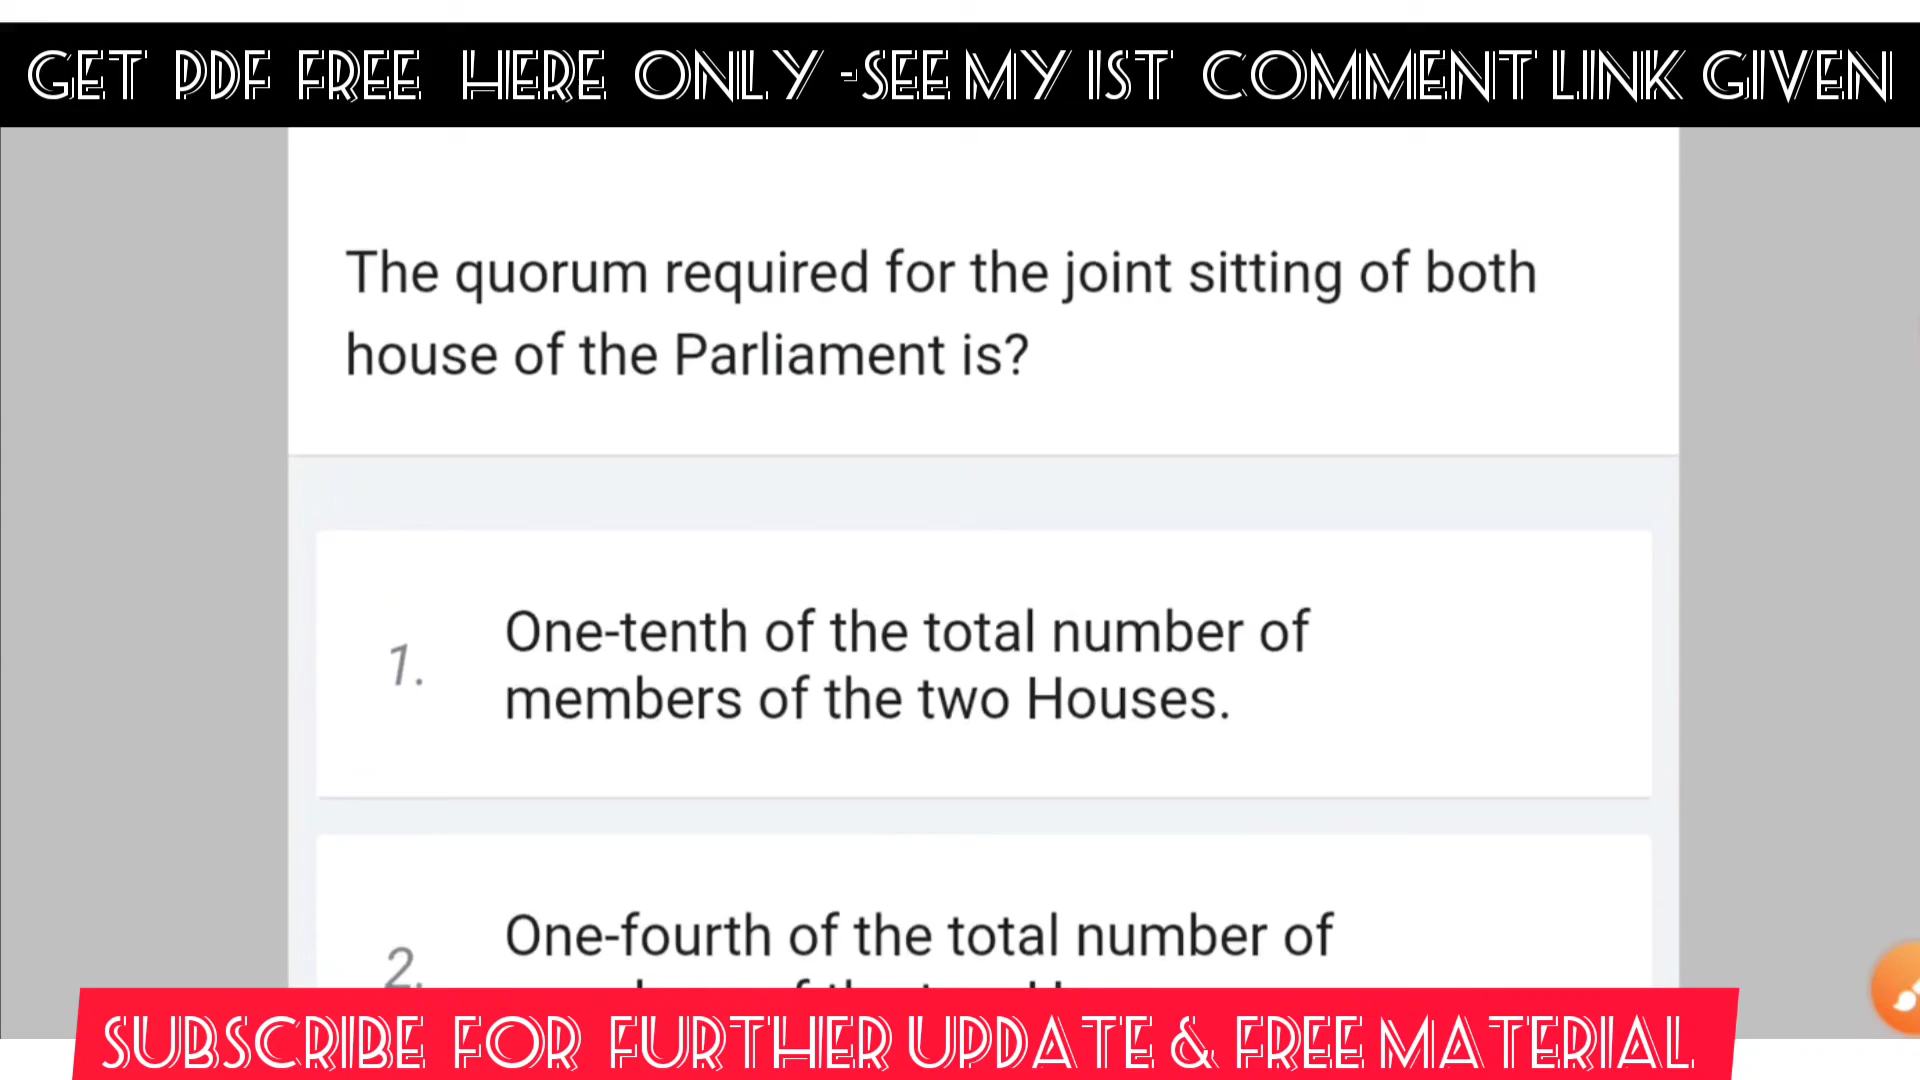 GET PDF FREE HERE ONLY -SEE MY IST COMMENT LINK GIVEN
The quorum required for the joint sitting of both
house of the Parliament is?
1. One-tenth of the total number of
members of the two Houses.
2. One-fourth of the total number of
SUBSCRIBE FOR FURTHER UPDATE & FREE MATERIAL